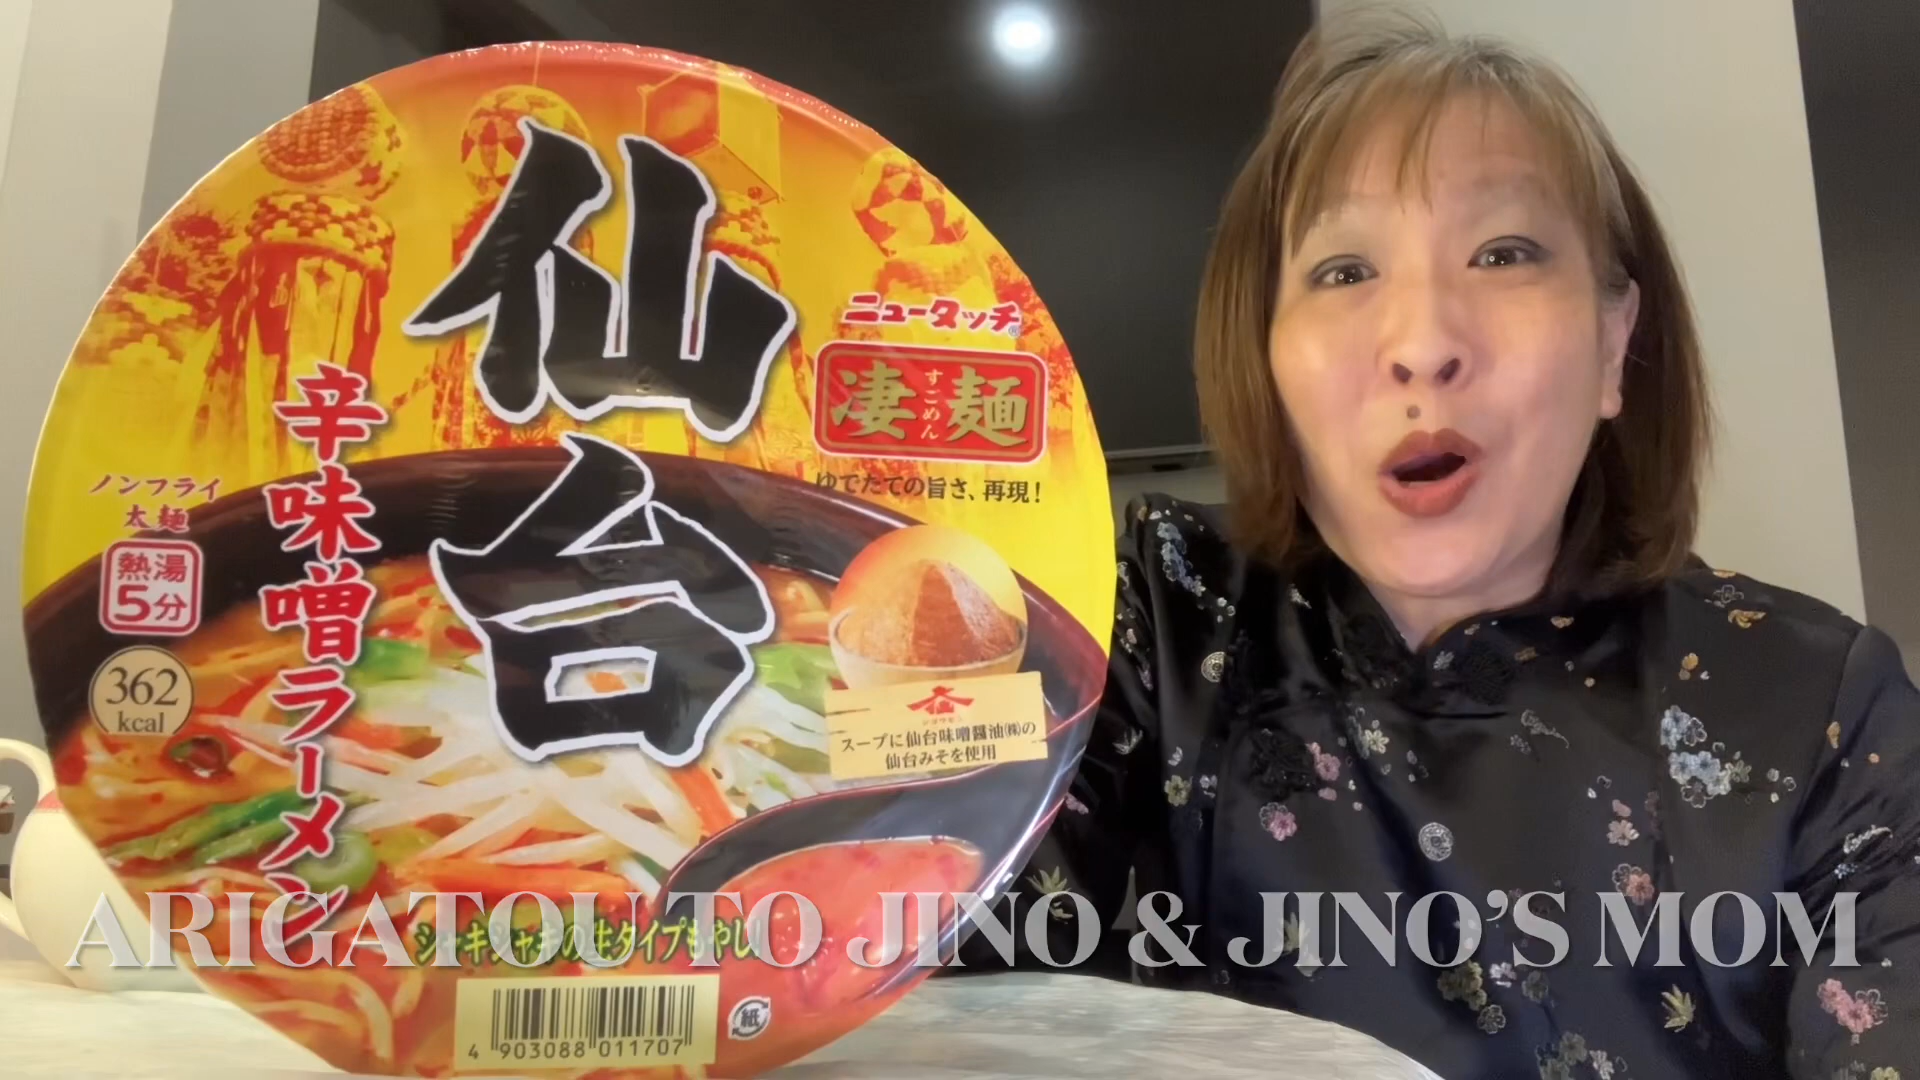 仙台
辛味噌ラーメン
ニュータッチ®
凄麺
すごめん
ゆでたての旨さ、再現!
ノンフライ
太麺
熱湯
5分
362
kcal
スープに仙台味噌醤油㈱の
仙台みそを使用
シャキシャキの生タイプもやし!
ARIGATOU TO JINO & JINO'S MOM
4 903088 011707
紙